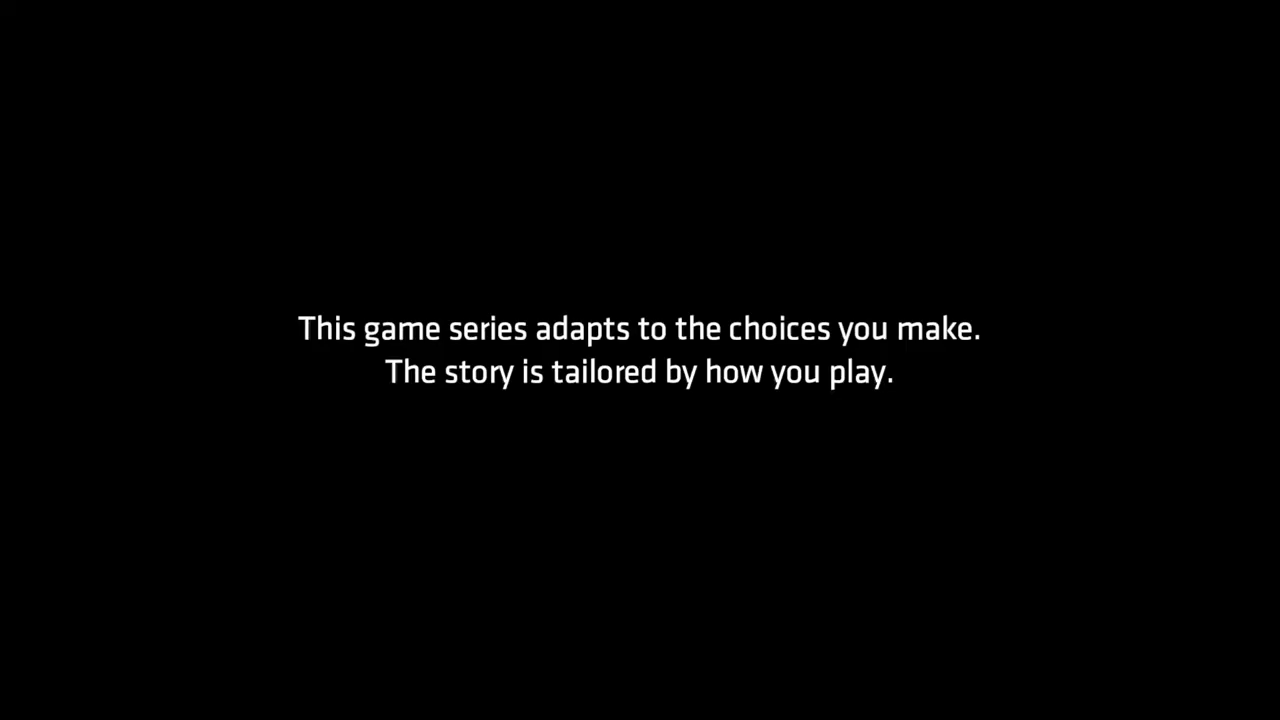 This game series adapts to the choices you make.
The story is tailored by how you play.